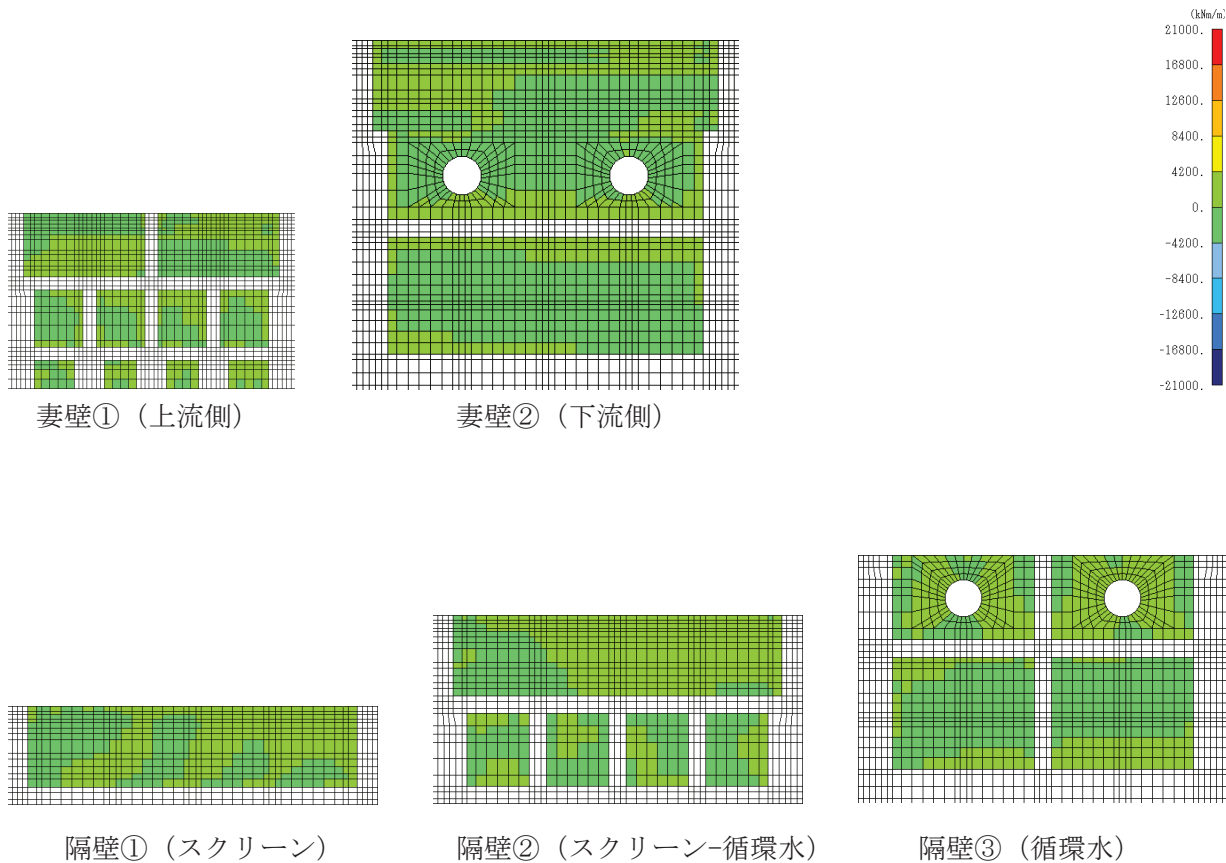 (kNm/m)
21000.
16800.
12600.
8400.
4200.
0.
-4200.
-8400.
-12600.
-16800.
-21000.
妻壁①（上流側）
妻壁②（下流側）
隔壁①（スクリーン）
隔壁②（スクリーン-循環水）
隔壁③（循環水）